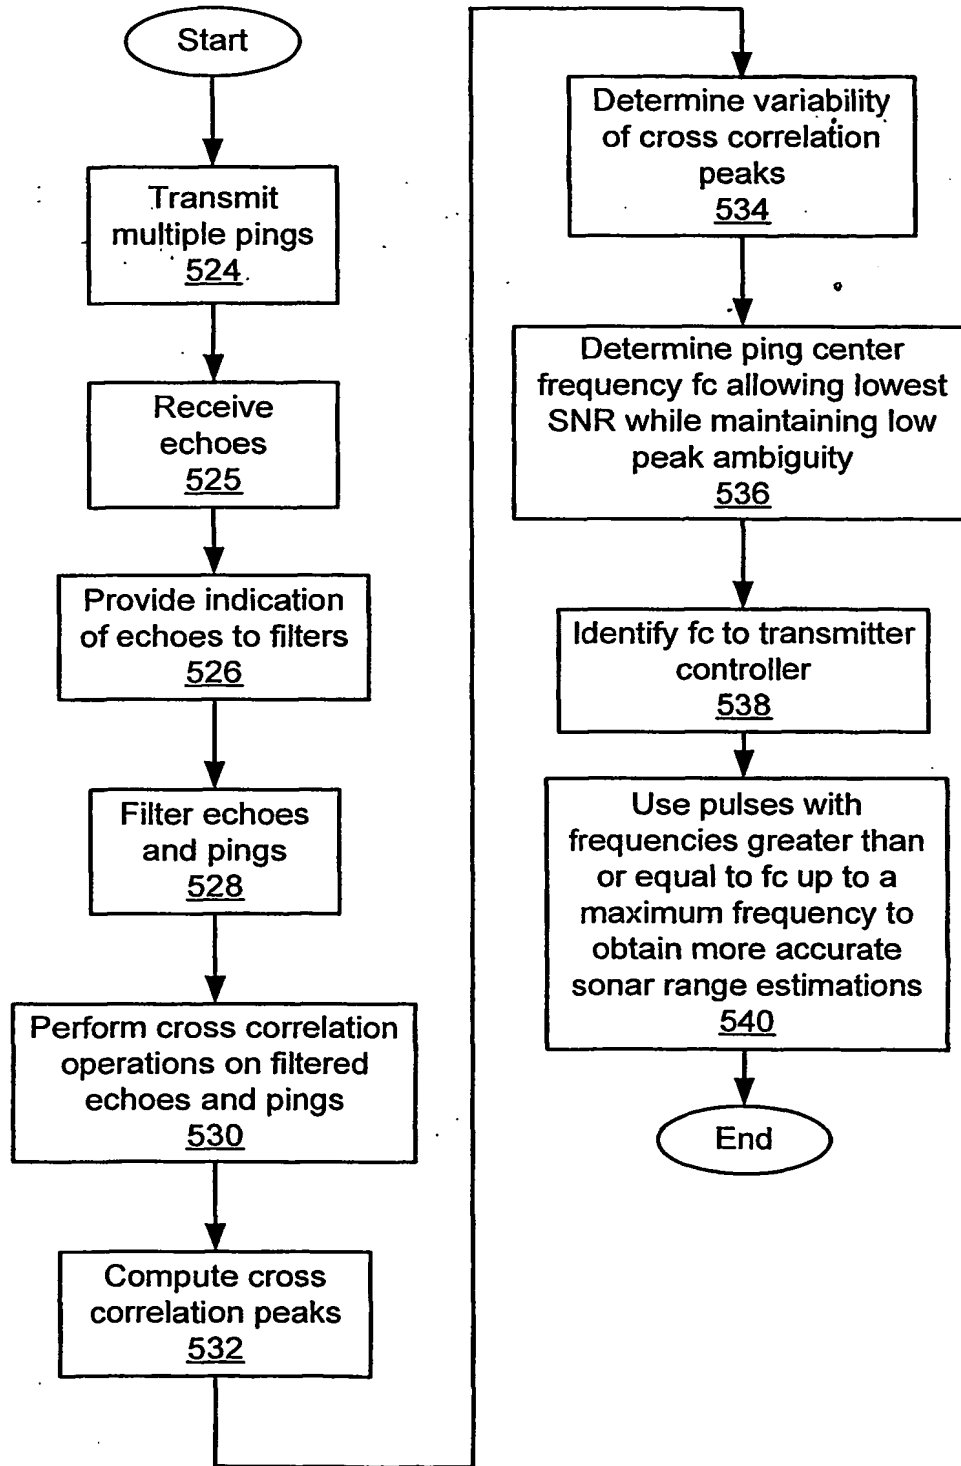 Start
Transmit
multiple pings
524
Receive
echoes
525
Provide indication
of echoes to filters
526
Filter echoes
and pings
528
Perform cross correlation
operations on filtered
echoes and pings
530
Compute cross
correlation peaks
532
Determine variability
of cross correlation
peaks
534
Determine ping center
frequency fc allowing lowest
SNR while maintaining low
peak ambiguity
536
Identify fc to transmitter
controller
538
Use pulses with
frequencies greater than
or equal to fc up to a
maximum frequency to
obtain more accurate
sonar range estimations
540
End